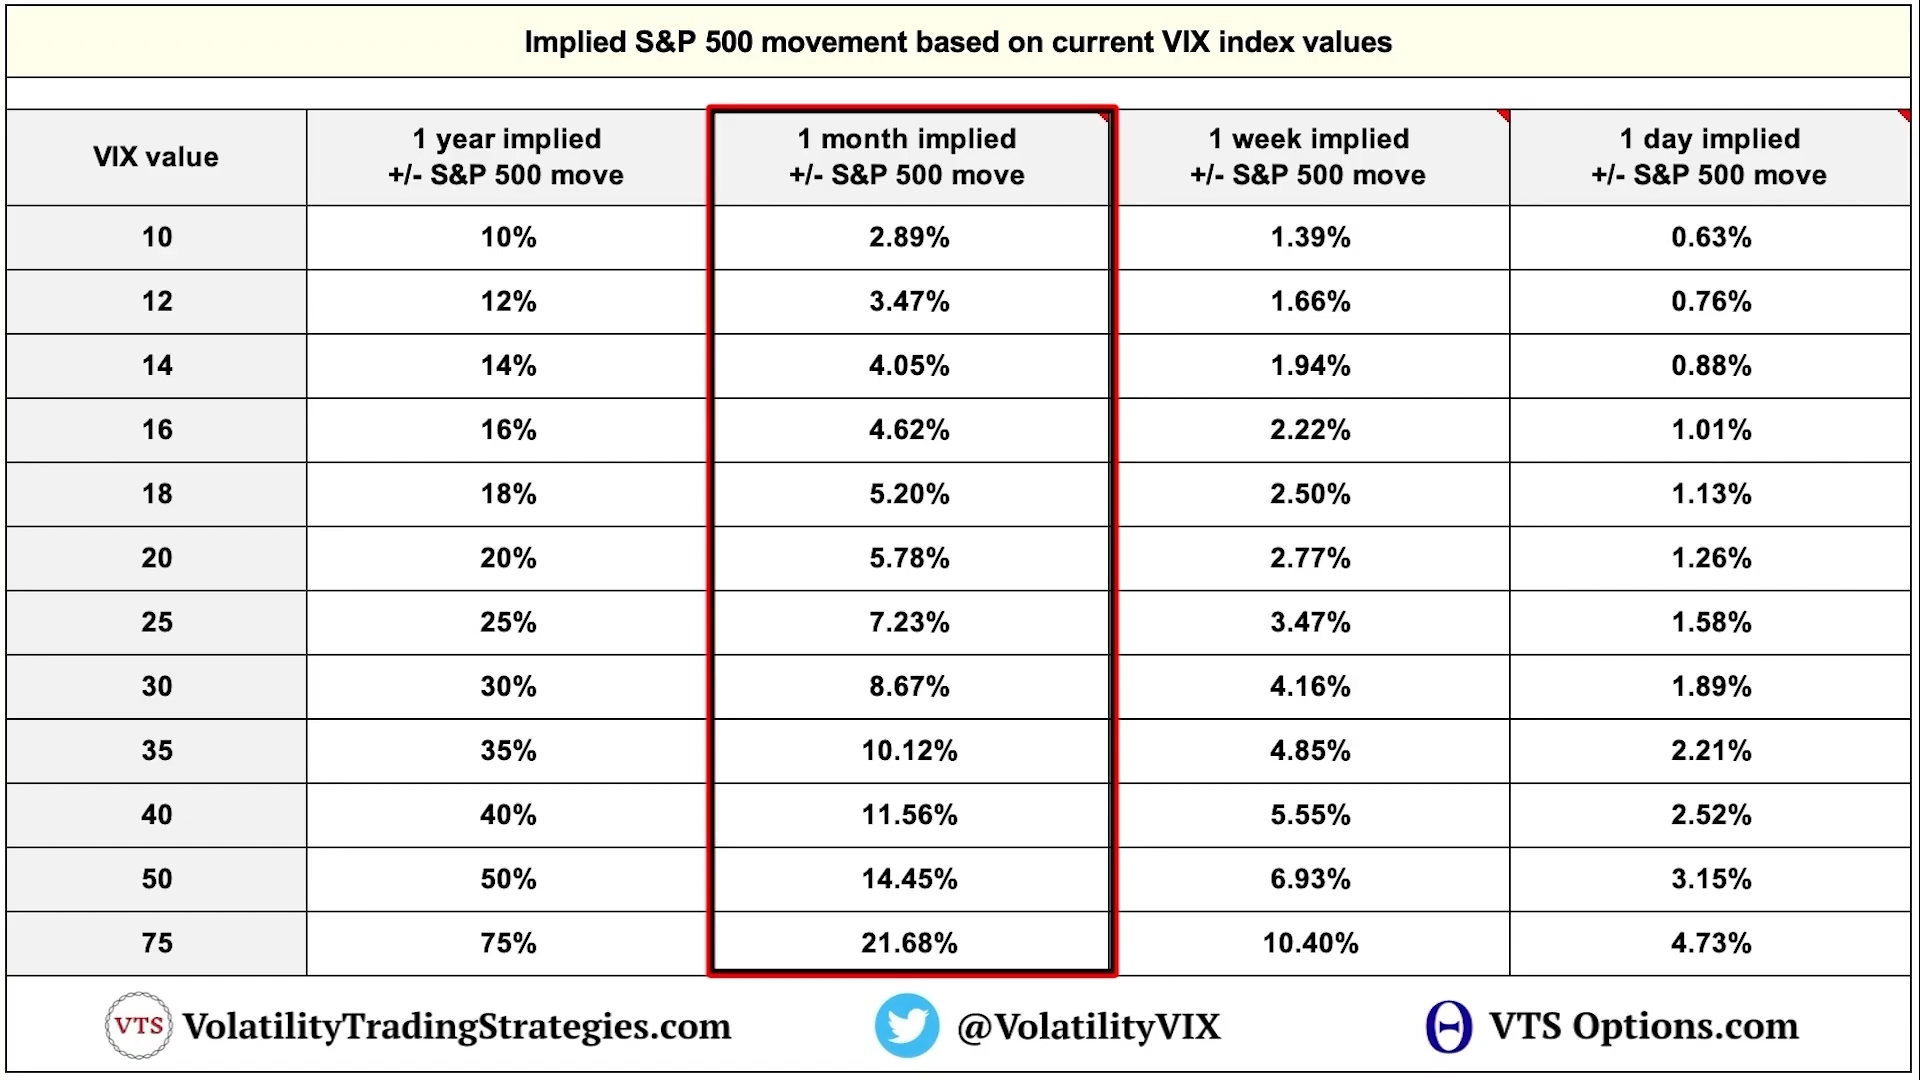 Implied S&P 500 movement based on current VIX index values
VIX value
1 year implied
+/- S&P 500 move
1 month implied
+/- S&P 500 move
1 week implied
+/- S&P 500 move
1 day implied
+/- S&P 500 move
10 10% 2.89% 1.39% 0.63%
12 12% 3.47% 1.66% 0.76%
14 14% 4.05% 1.94% 0.88%
16 16% 4.62% 2.22% 1.01%
18 18% 5.20% 2.50% 1.13%
20 20% 5.78% 2.77% 1.26%
25 25% 7.23% 3.47% 1.58%
30 30% 8.67% 4.16% 1.89%
35 35% 10.12% 4.85% 2.21%
40 40% 11.56% 5.55% 2.52%
50 50% 14.45% 6.93% 3.15%
75 75% 21.68% 10.40% 4.73%
VTS VolatilityTradingStrategies.com @VolatilityVIX VTS Options.com